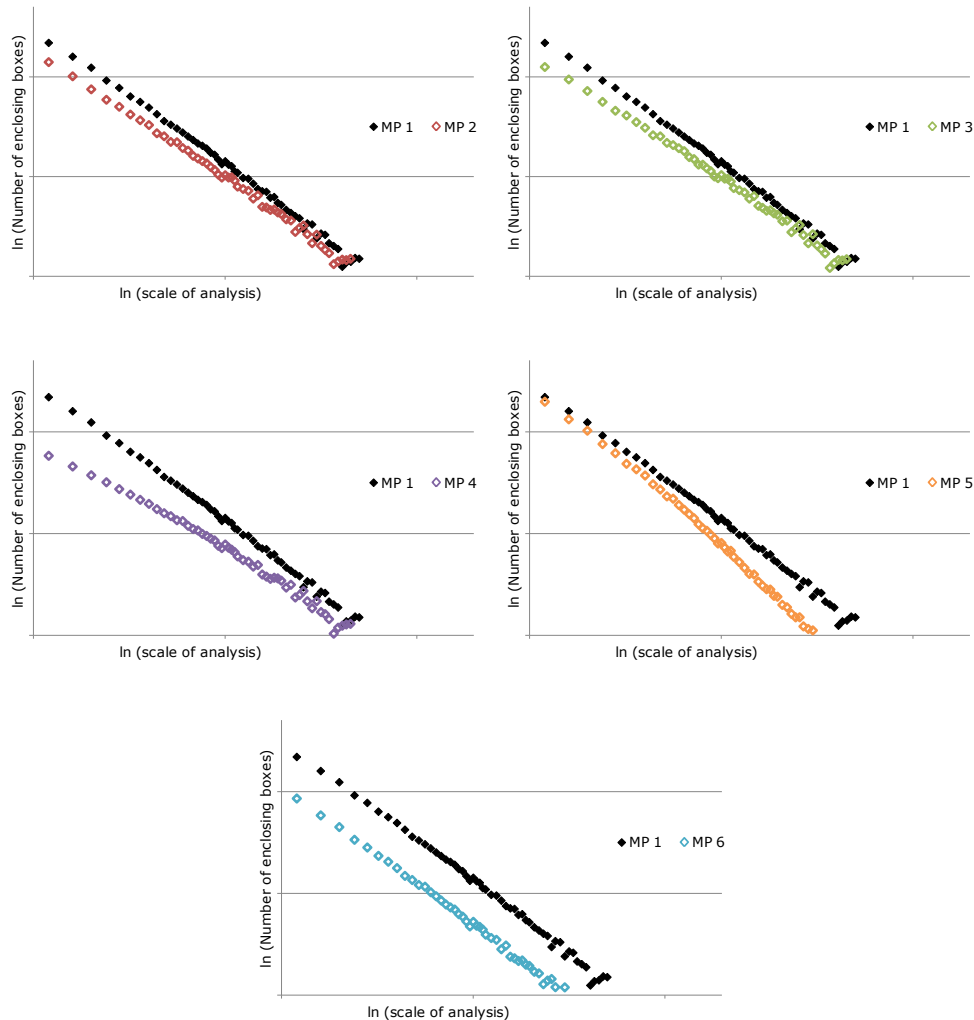 ln (Number of enclosing boxes)
MP 1 MP 2
ln (scale of analysis)
ln (Number of enclosing boxes)
MP 1 MP 3
ln (scale of analysis)
ln (Number of enclosing boxes)
MP 1 MP 4
ln (scale of analysis)
ln (Number of enclosing boxes)
MP 1 MP 5
ln (scale of analysis)
ln (Number of enclosing boxes)
MP 1 MP 6
ln (scale of analysis)